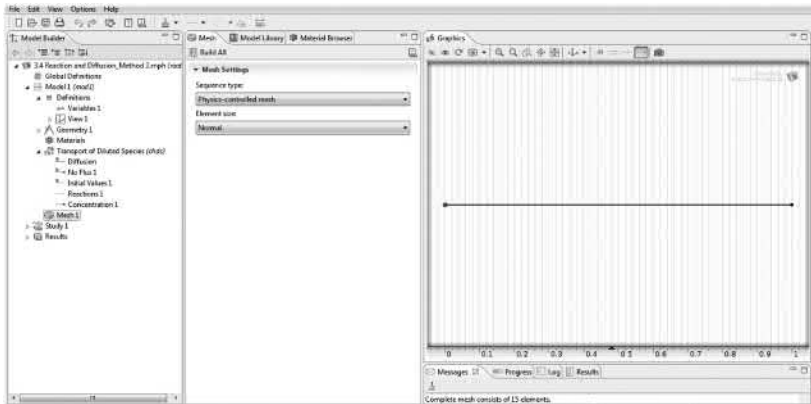 File Edit View Options Help
Model Builder
3.4 Reaction and Diffusion_Method 2.mph (root)
Global Definitions
Model 1 (mod1)
Definitions
Variables 1
View 1
Geometry 1
Materials
Transport of Diluted Species (chds)
Diffusion
No Flux 1
Initial Values 1
Reactions 1
Concentration 1
Mesh 1
Study 1
Results
Mesh Model Library Material Browser
Build All
Mesh Settings
Sequence type:
Physics-controlled mesh
Element size:
Normal
Graphics
0 0.1 0.2 0.3 0.4 0.5 0.6 0.7 0.8 0.9 1
Messages Progress Log Results
Complete mesh consists of 15 elements.